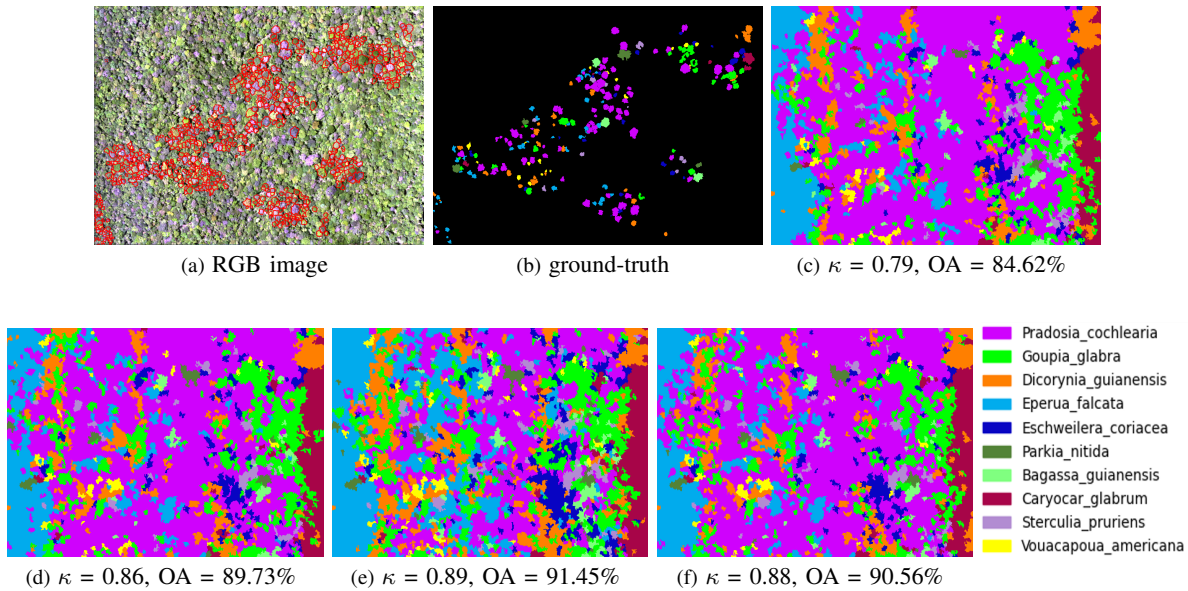 (a) RGB image
(b) ground-truth
(c) κ = 0.79, OA = 84.62%
Pradosia_cochlearia
Goupia_glabra
Dicorynia_guianensis
Eperua_falcata
Eschweilera_coriacea
Parkia_nitida
Bagassa_guianensis
Caryocar_glabrum
Sterculia_pruriens
Vouacapoua_americana
(d) κ = 0.86, OA = 89.73%
(e) κ = 0.89, OA = 91.45%
(f) κ = 0.88, OA = 90.56%